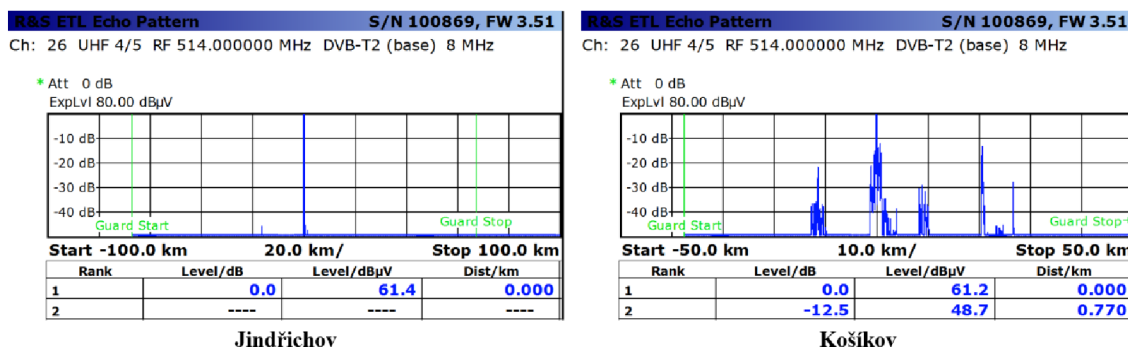 R&S ETL Echo Pattern S/N 100869, FW 3.51
Ch: 26 UHF 4/5 RF 514.000000 MHz DVB-T2 (base) 8 MHz
* Att 0 dB
ExpLvl 80.00 dBµV
-10 dB
-20 dB
-30 dB
-40 dB
Guard Start Guard Stop
Start -100.0 km 20.0 km/ Stop 100.0 km
Rank Level/dB Level/dBµV Dist/km
1 0.0 61.4 0.000
2 ---- ---- ----
Jindřichov
R&S ETL Echo Pattern S/N 100869, FW 3.51
Ch: 26 UHF 4/5 RF 514.000000 MHz DVB-T2 (base) 8 MHz
* Att 0 dB
ExpLvl 80.00 dBµV
-10 dB
-20 dB
-30 dB
-40 dB
Guard Start Guard Stop
Start -50.0 km 10.0 km/ Stop 50.0 km
Rank Level/dB Level/dBµV Dist/km
1 0.0 61.2 0.000
2 -12.5 48.7 0.770
Košíkov